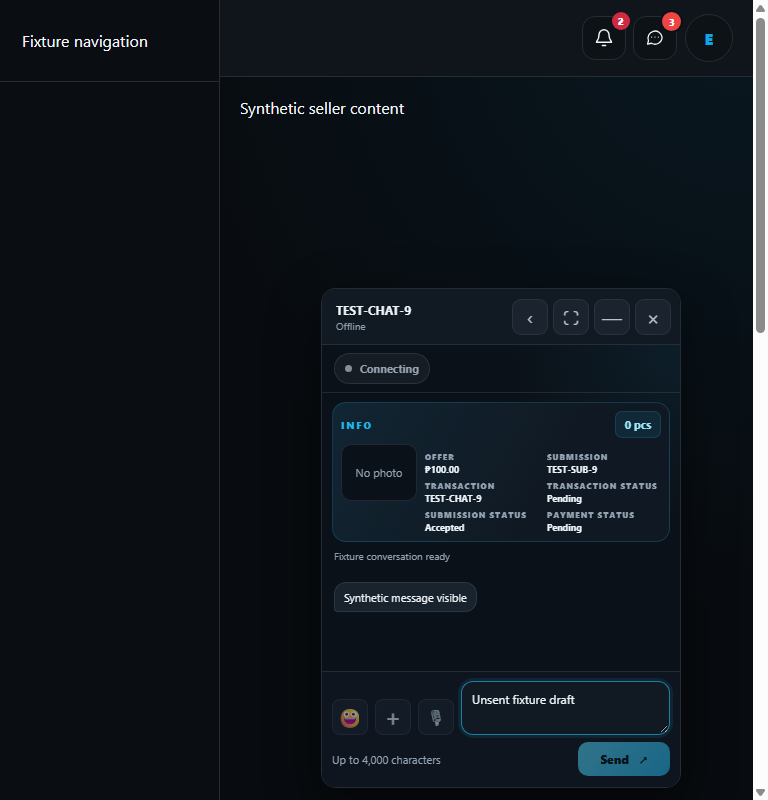 Fixture navigation
2
3
E
Synthetic seller content
TEST-CHAT-9
Offline
Connecting
INFO
0 pcs
No photo
OFFER
₱100.00
SUBMISSION
TEST-SUB-9
TRANSACTION
TEST-CHAT-9
TRANSACTION STATUS
Pending
SUBMISSION STATUS
Accepted
PAYMENT STATUS
Pending
Fixture conversation ready
Synthetic message visible
Unsent fixture draft
Up to 4,000 characters
Send ↗